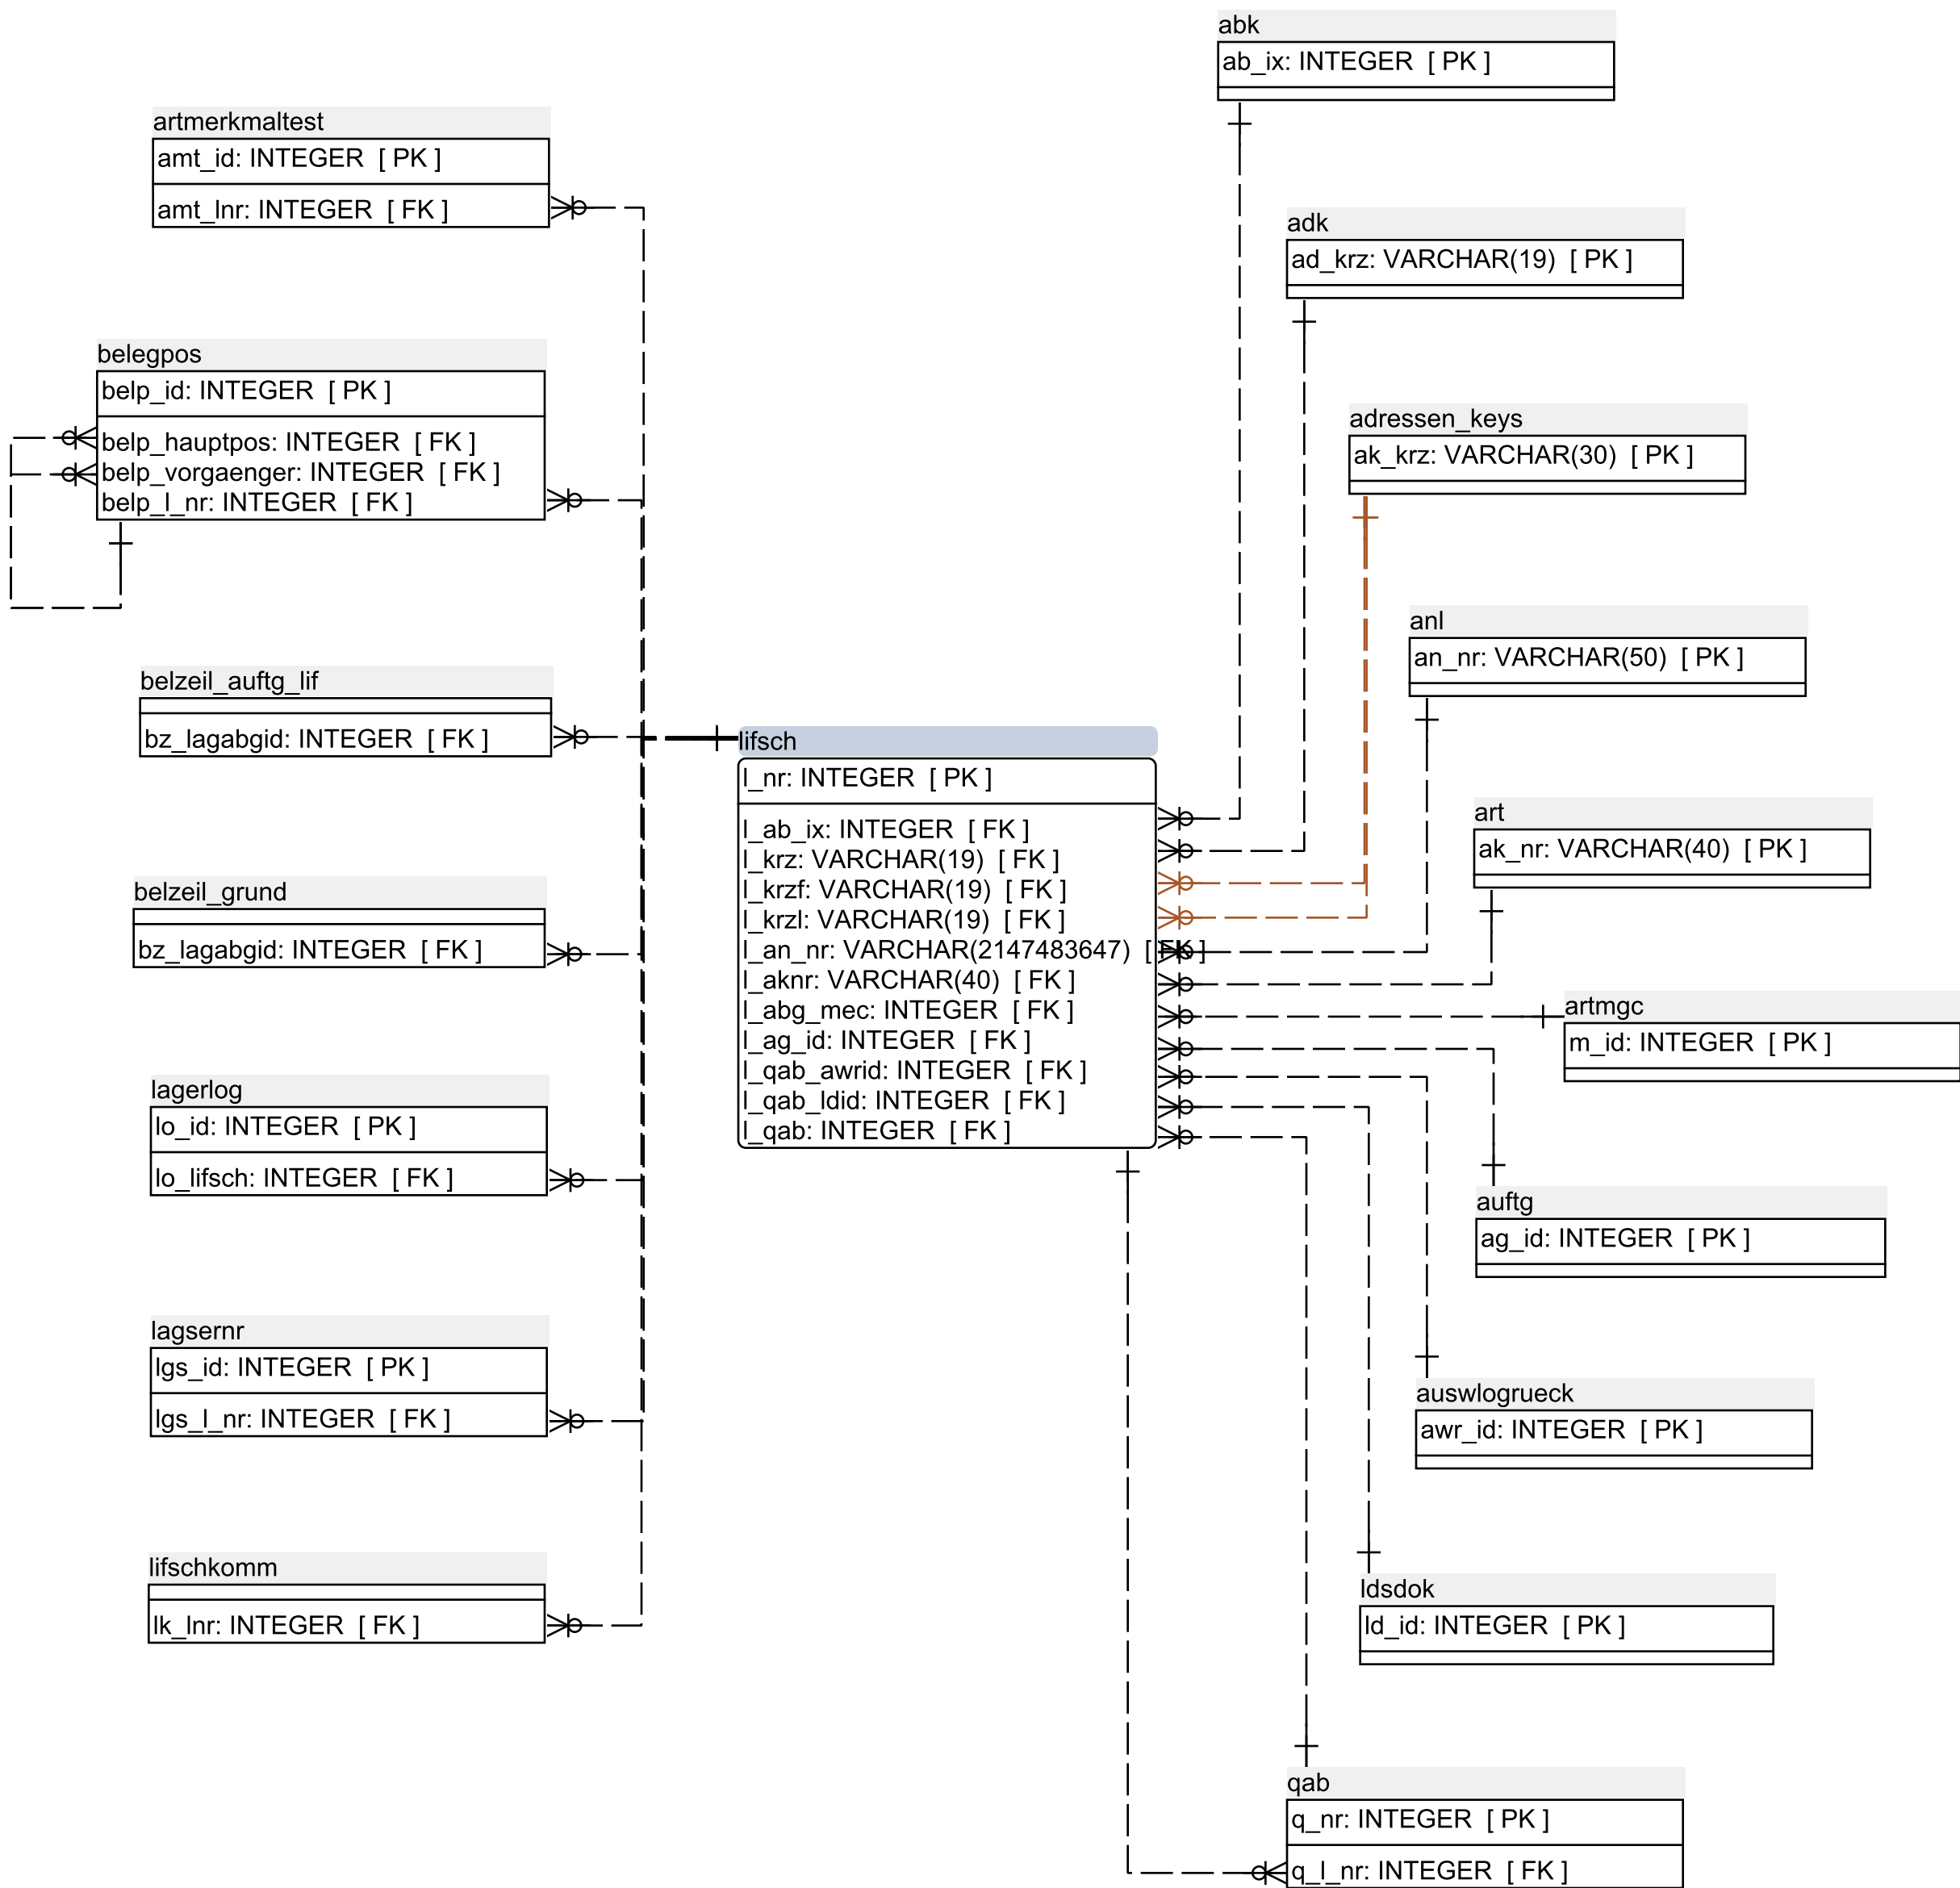 abk
ab_ix: INTEGER [ PK ]
artmerkmaltest
amt_id: INTEGER [ PK ]
amt_lnr: INTEGER [ FK ]
adk
ad_krz: VARCHAR(19) [ PK ]
belegpos
belp_id: INTEGER [ PK ]
belp_hauptpos: INTEGER [ FK ]
belp_vorgaenger: INTEGER [ FK ]
belp_l_nr: INTEGER [ FK ]
adressen_keys
ak_krz: VARCHAR(30) [ PK ]
anl
an_nr: VARCHAR(50) [ PK ]
belzeil_auftg_lif
bz_lagabgid: INTEGER [ FK ]
lifsch
l_nr: INTEGER [ PK ]
l_ab_ix: INTEGER [ FK ]
l_krz: VARCHAR(19) [ FK ]
l_krzf: VARCHAR(19) [ FK ]
l_krzl: VARCHAR(19) [ FK ]
l_an_nr: VARCHAR(2147483647) [ FK ]
l_aknr: VARCHAR(40) [ FK ]
l_abg_mec: INTEGER [ FK ]
l_ag_id: INTEGER [ FK ]
l_qab_awrid: INTEGER [ FK ]
l_qab_ldid: INTEGER [ FK ]
l_qab: INTEGER [ FK ]
art
ak_nr: VARCHAR(40) [ PK ]
belzeil_grund
bz_lagabgid: INTEGER [ FK ]
artmgc
m_id: INTEGER [ PK ]
lagerlog
lo_id: INTEGER [ PK ]
lo_lifsch: INTEGER [ FK ]
auftg
ag_id: INTEGER [ PK ]
lagsernr
lgs_id: INTEGER [ PK ]
lgs_l_nr: INTEGER [ FK ]
auswlogrueck
awr_id: INTEGER [ PK ]
lifschkomm
lk_lnr: INTEGER [ FK ]
ldsdok
ld_id: INTEGER [ PK ]
qab
q_nr: INTEGER [ PK ]
q_l_nr: INTEGER [ FK ]